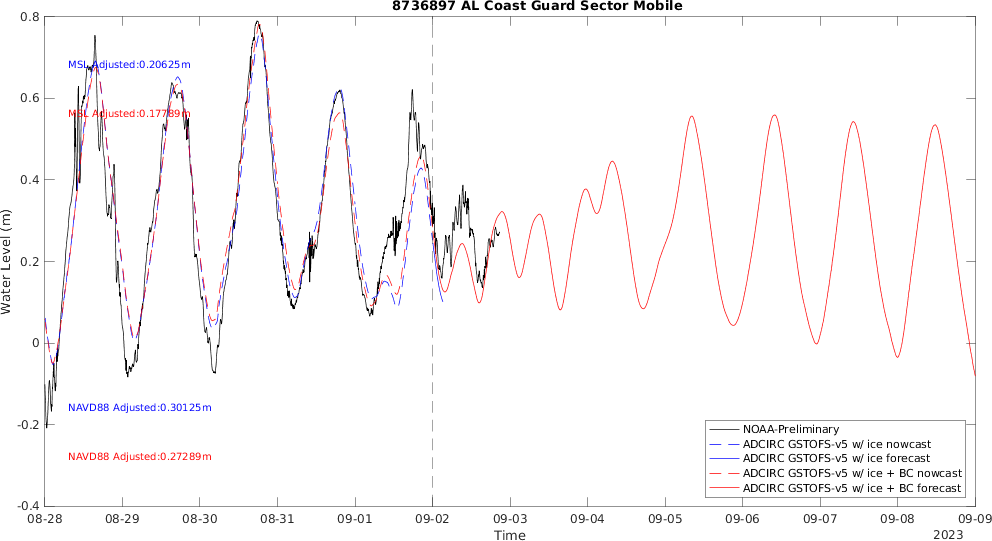 8736897 AL Coast Guard Sector Mobile
0.8
0.6
0.4
0.2
0
-0.2
-0.4
Water Level (m)
MSL Adjusted:0.20625m
MSL Adjusted:0.17789m
NAVD88 Adjusted:0.30125m
NAVD88 Adjusted:0.27289m
NOAA-Preliminary
ADCIRC GSTOFS-v5 w/ ice nowcast
ADCIRC GSTOFS-v5 w/ ice forecast
ADCIRC GSTOFS-v5 w/ ice + BC nowcast
ADCIRC GSTOFS-v5 w/ ice + BC forecast
08-28 08-29 08-30 08-31 09-01 09-02 09-03 09-04 09-05 09-06 09-07 09-08 09-09
Time
2023